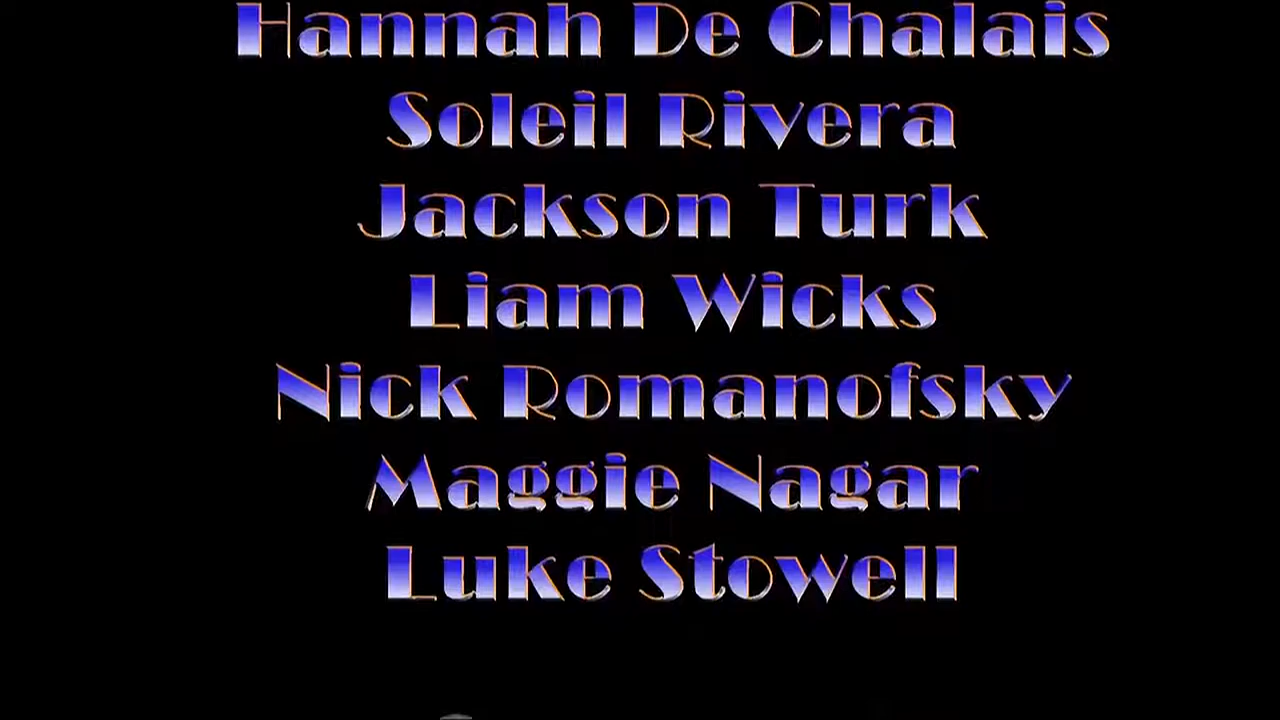 Hannah De Chalais
Soleil Rivera
Jackson Turk
Liam Wicks
Nick Romanofsky
Maggie Nagar
Luke Stowell